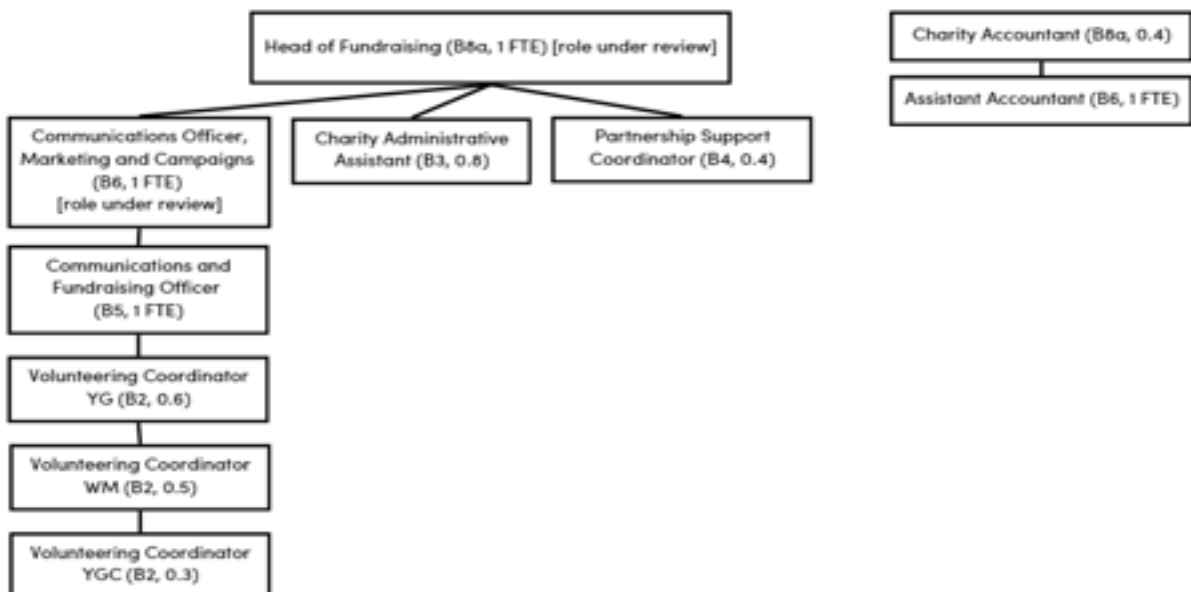 Head of Fundraising (B8a, 1 FTE) [role under review]
Charity Accountant (B8a, 0.4)
Assistant Accountant (B6, 1 FTE)
Communications Officer,
Marketing and Campaigns
(B6, 1 FTE)
[role under review]
Charity Administrative
Assistant (B3, 0.8)
Partnership Support
Coordinator (B4, 0.4)
Communications and
Fundraising Officer
(B5, 1 FTE)
Volunteering Coordinator
YG (B2, 0.6)
Volunteering Coordinator
WM (B2, 0.5)
Volunteering Coordinator
YGC (B2, 0.3)